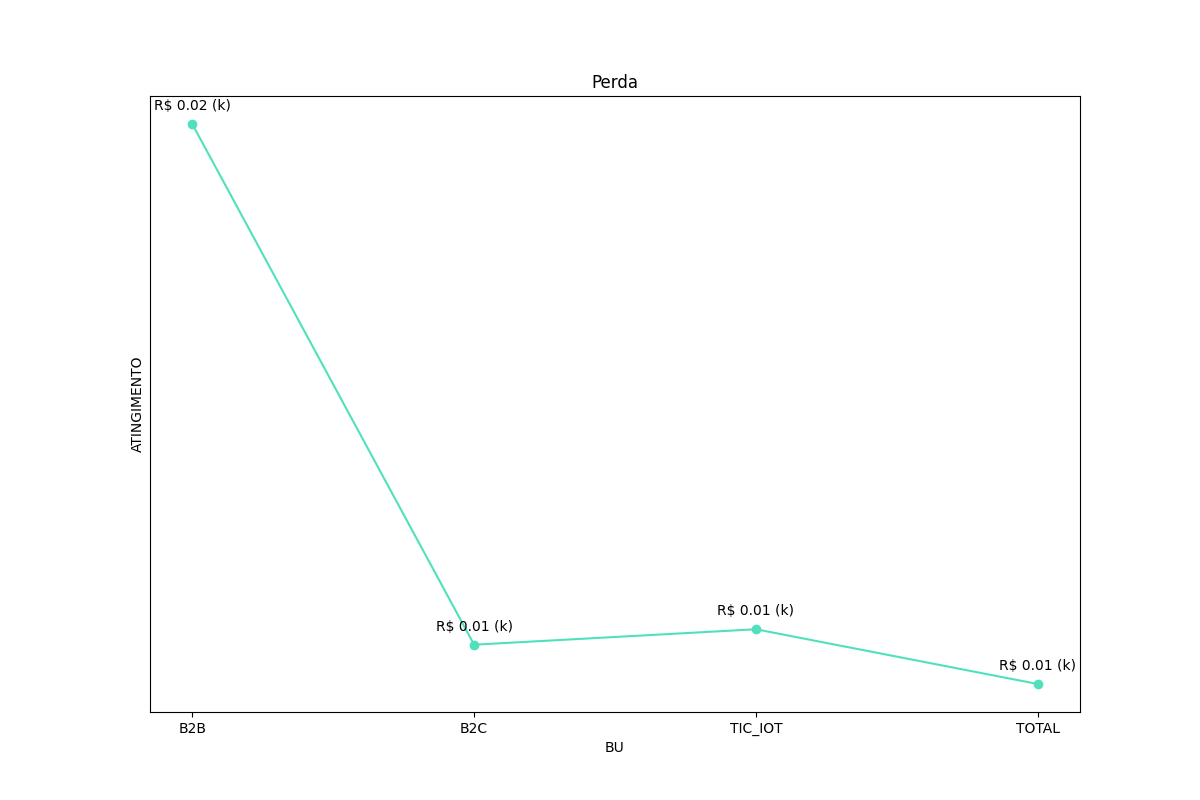 Perda
R$ 0.02 (k)
ATINGIMENTO
R$ 0.01 (k)
R$ 0.01 (k)
R$ 0.01 (k)
B2B
B2C
TIC_IOT
TOTAL
BU